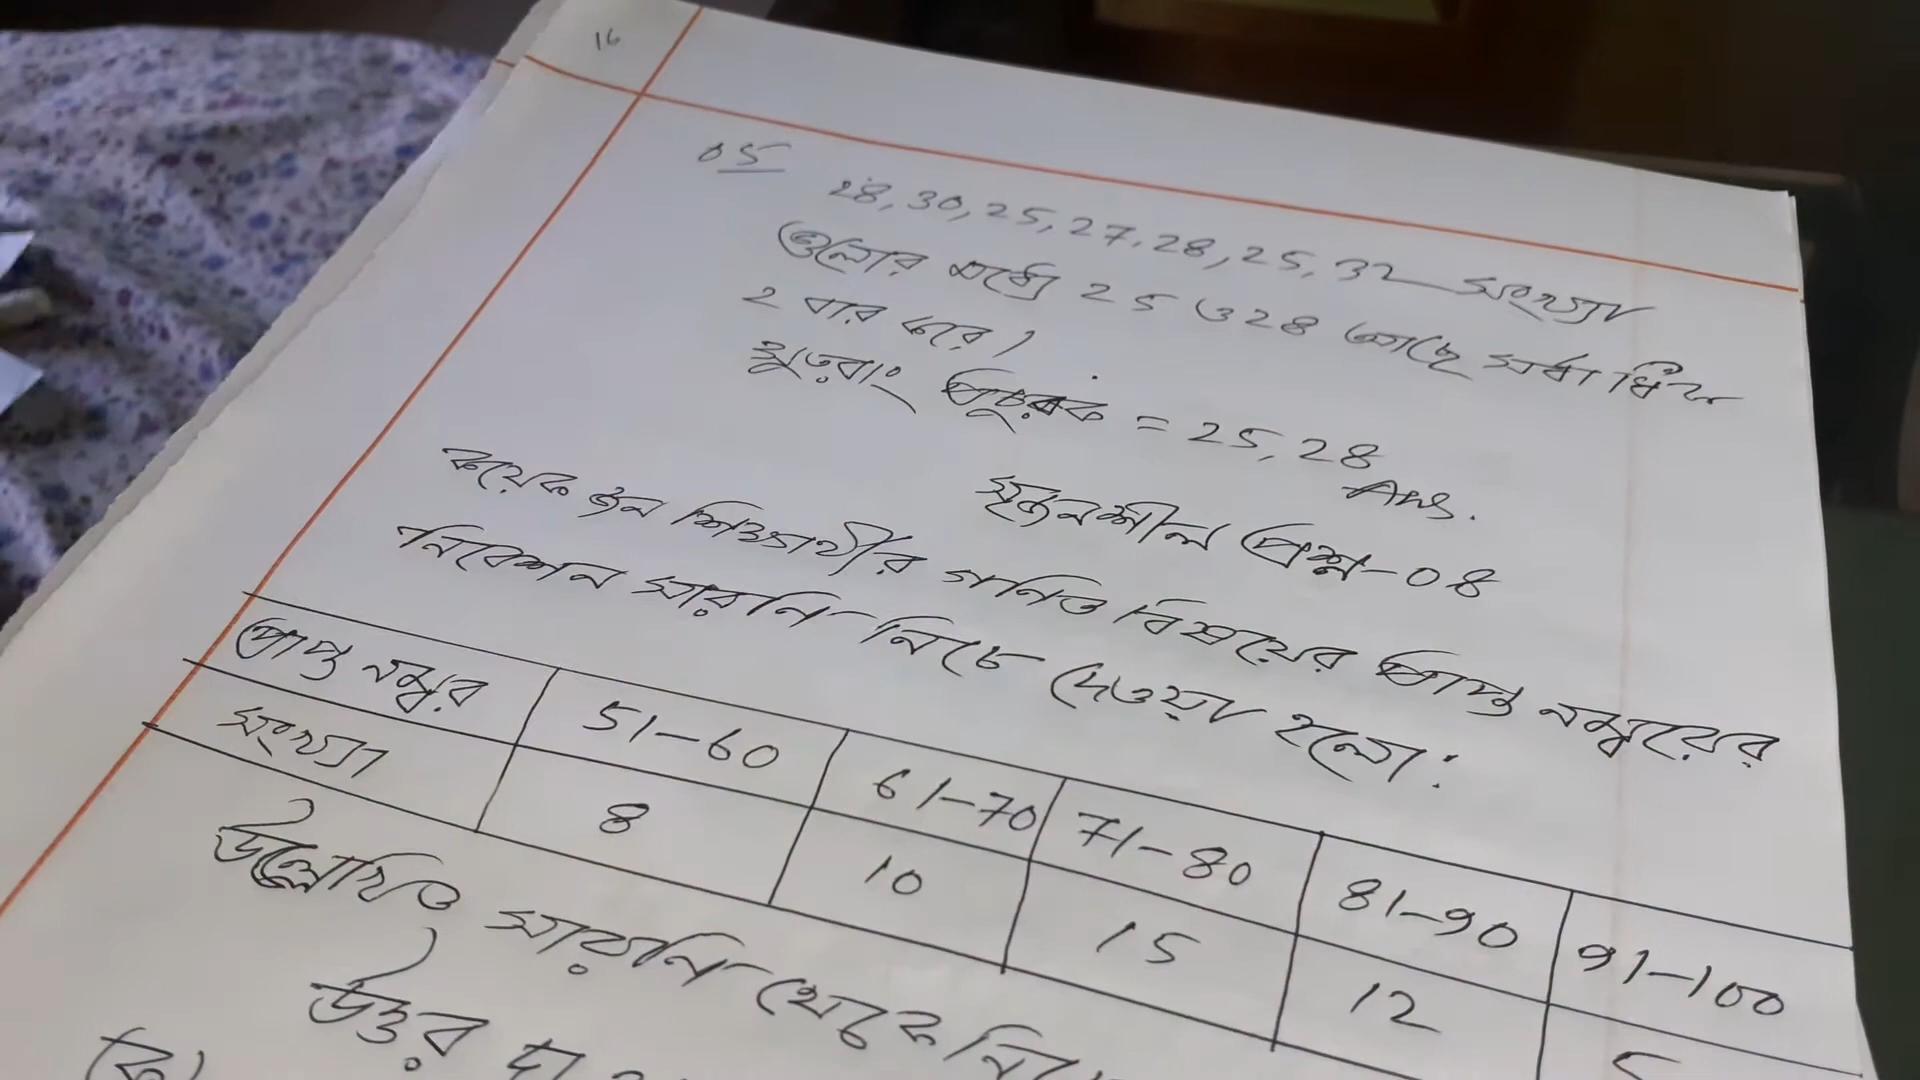 16
05
28, 30, 25, 27, 28, 25, 32 সংখ্যা
গুলোর মধ্যে 25 ও 28 আছে সর্বাধিক
2 বার করে।
সুতরাং প্রচুরক = 25, 28
Ans.
সৃজনশীল প্রশ্ন-08
কয়েক জন শিক্ষার্থীর গণিত বিষয়ের প্রাপ্ত নম্বরের
নিবেশন সারণি নিচে দেওয়া হলো:
প্রাপ্ত নম্বর 51-60 61-70 71-80 81-90 91-100
সংখ্যা 8 10 15 12
উল্লেখিত সারণি থেকে
উত্তর
(ক)